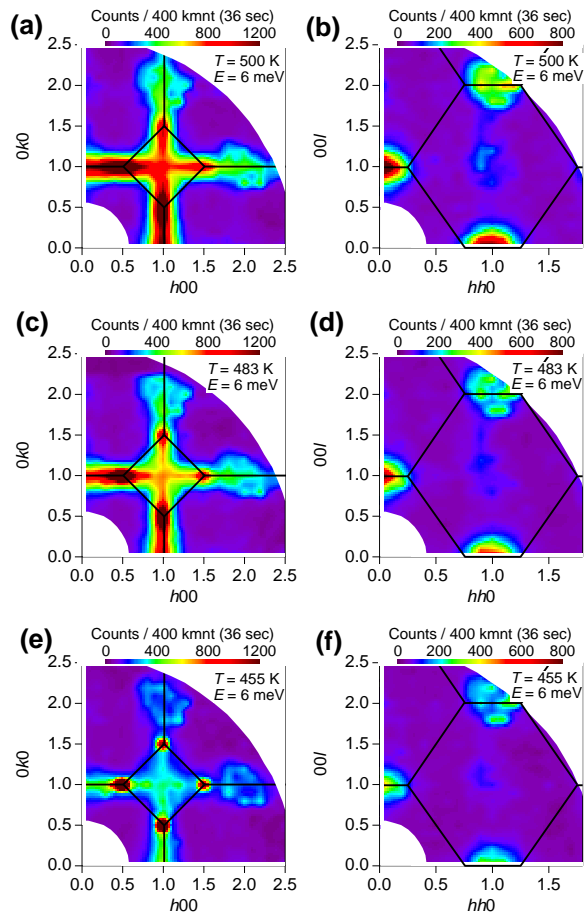 (a)
Counts / 400 kmnt (36 sec)
0 400 800 1200
T = 500 K
E = 6 meV
2.5
2.0
1.5
1.0
0.5
0.0
0k0
0.0 0.5 1.0 1.5 2.0 2.5
h00
(b)
Counts / 400 kmnt (36 sec)
0 200 400 600 800
T = 500 K
E = 6 meV
2.5
2.0
1.5
1.0
0.5
0.0
00l
0.0 0.5 1.0 1.5
hh0
(c)
Counts / 400 kmnt (36 sec)
0 400 800 1200
T = 483 K
E = 6 meV
2.5
2.0
1.5
1.0
0.5
0.0
0k0
0.0 0.5 1.0 1.5 2.0 2.5
h00
(d)
Counts / 400 kmnt (36 sec)
0 200 400 600 800
T = 483 K
E = 6 meV
2.5
2.0
1.5
1.0
0.5
0.0
00l
0.0 0.5 1.0 1.5
hh0
(e)
Counts / 400 kmnt (36 sec)
0 400 800 1200
T = 455 K
E = 6 meV
2.5
2.0
1.5
1.0
0.5
0.0
0k0
0.0 0.5 1.0 1.5 2.0 2.5
h00
(f)
Counts / 400 kmnt (36 sec)
0 200 400 600 800
T = 455 K
E = 6 meV
2.5
2.0
1.5
1.0
0.5
0.0
00l
0.0 0.5 1.0 1.5
hh0